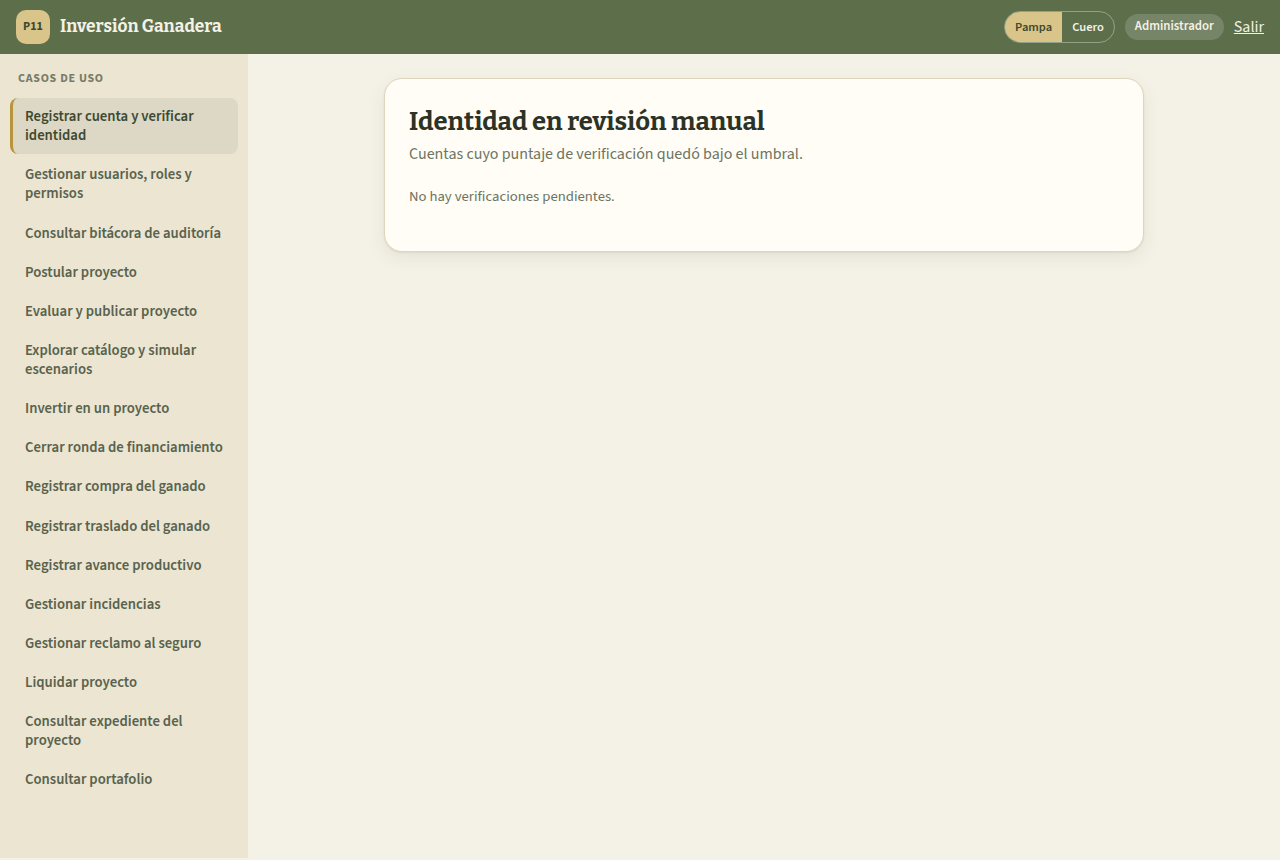 P11 Inversión Ganadera
Pampa Cuero Administrador Salir
CASOS DE USO
Registrar cuenta y verificar
identidad
Gestionar usuarios, roles y
permisos
Consultar bitácora de auditoría
Postular proyecto
Evaluar y publicar proyecto
Explorar catálogo y simular
escenarios
Invertir en un proyecto
Cerrar ronda de financiamiento
Registrar compra del ganado
Registrar traslado del ganado
Registrar avance productivo
Gestionar incidencias
Gestionar reclamo al seguro
Liquidar proyecto
Consultar expediente del
proyecto
Consultar portafolio
Identidad en revisión manual
Cuentas cuyo puntaje de verificación quedó bajo el umbral.
No hay verificaciones pendientes.